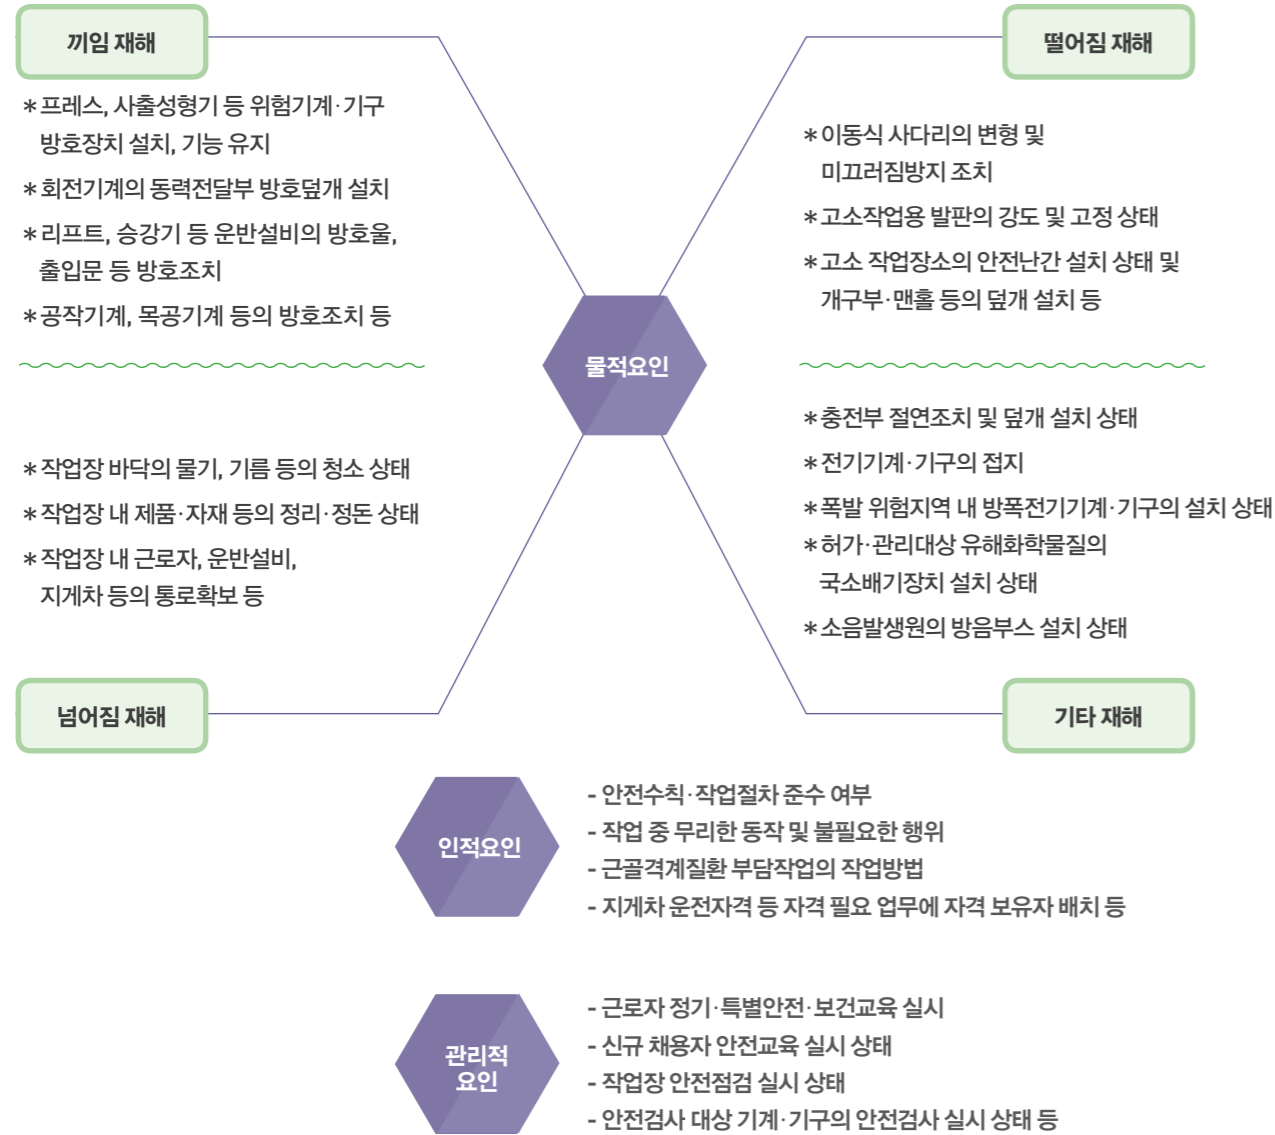 끼임 재해
*프레스, 사출성형기 등 위험기계·기구
방호장치 설치, 기능 유지
*회전기계의 동력전달부 방호덮개 설치
*리프트, 승강기 등 운반설비의 방호울,
출입문 등 방호조치
*공작기계, 목공기계 등의 방호조치 등
떨어짐 재해
*이동식 사다리의 변형 및
미끄러짐방지 조치
*고소작업용 발판의 강도 및 고정 상태
*고소 작업장소의 안전난간 설치 상태 및
개구부·맨홀 등의 덮개 설치 등
물적요인
*작업장 바닥의 물기, 기름 등의 청소 상태
*작업장 내 제품·자재 등의 정리·정돈 상태
*작업장 내 근로자, 운반설비,
지게차 등의 통로확보 등
넘어짐 재해
*충전부 절연조치 및 덮개 설치 상태
*전기기계·기구의 접지
*폭발 위험지역 내 방폭전기기계·기구의 설치 상태
*허가·관리대상 유해화학물질의
국소배기장치 설치 상태
*소음발생원의 방음부스 설치 상태
기타 재해
인적요인
- 안전수칙·작업절차 준수 여부
- 작업 중 무리한 동작 및 불필요한 행위
- 근골격계질환 부담작업의 작업방법
- 지게차 운전자격 등 자격 필요 업무에 자격 보유자 배치 등
관리적
요인
- 근로자 정기·특별안전·보건교육 실시
- 신규 채용자 안전교육 실시 상태
- 작업장 안전점검 실시 상태
- 안전검사 대상 기계·기구의 안전검사 실시 상태 등